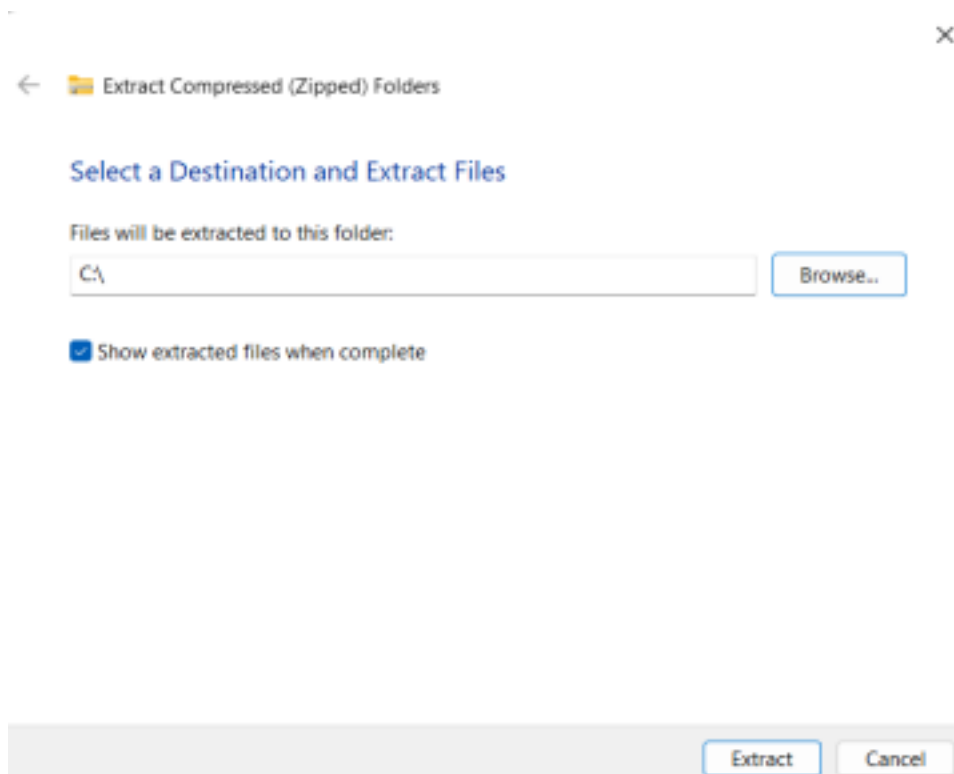 Extract Compressed (Zipped) Folders
Select a Destination and Extract Files
Files will be extracted to this folder:
C:\
Browse...
Show extracted files when complete
Extract
Cancel